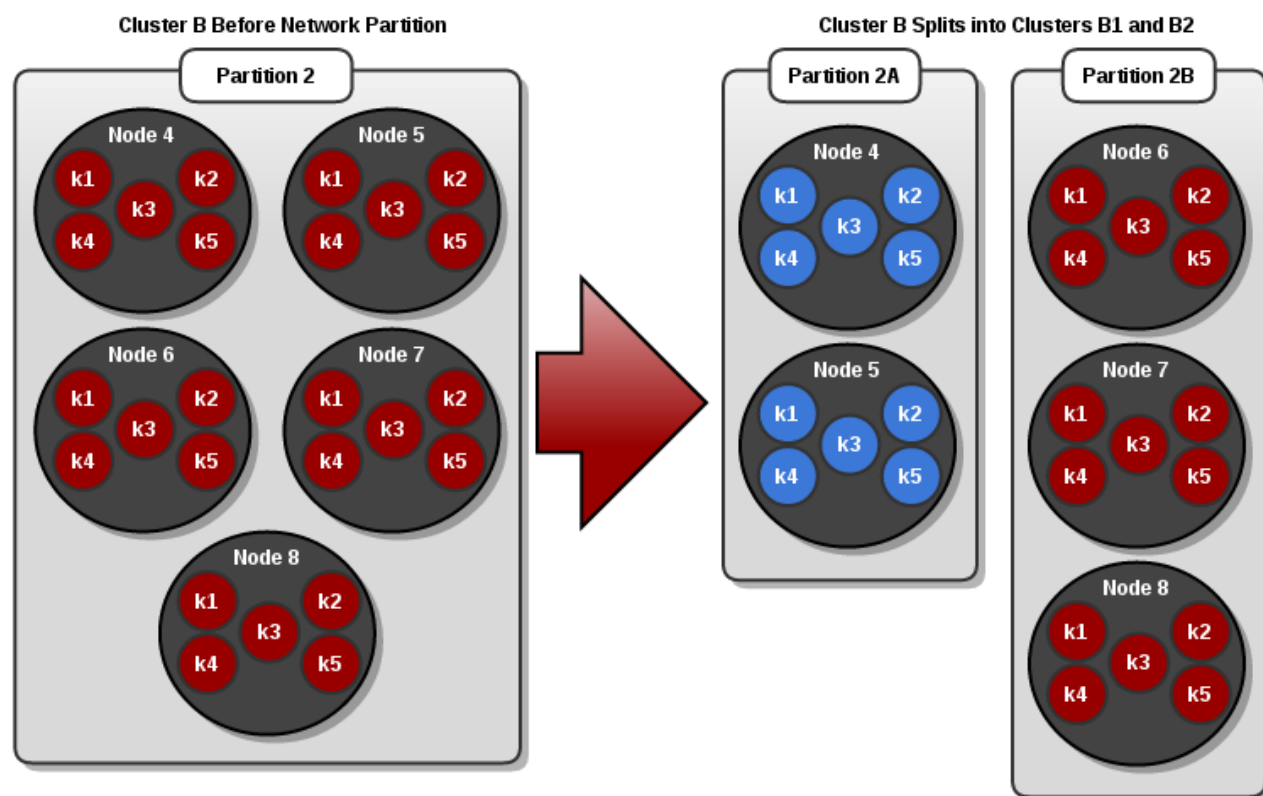 Cluster B Before Network Partition
Partition 2
Node 4
k1
k2
k3
k4
k5
Node 5
k1
k2
k3
k4
k5
Node 6
k1
k2
k3
k4
k5
Node 7
k1
k2
k3
k4
k5
Node 8
k1
k2
k3
k4
k5
Cluster B Splits into Clusters B1 and B2
Partition 2A
Node 4
k1
k2
k3
k4
k5
Node 5
k1
k2
k3
k4
k5
Partition 2B
Node 6
k1
k2
k3
k4
k5
Node 7
k1
k2
k3
k4
k5
Node 8
k1
k2
k3
k4
k5